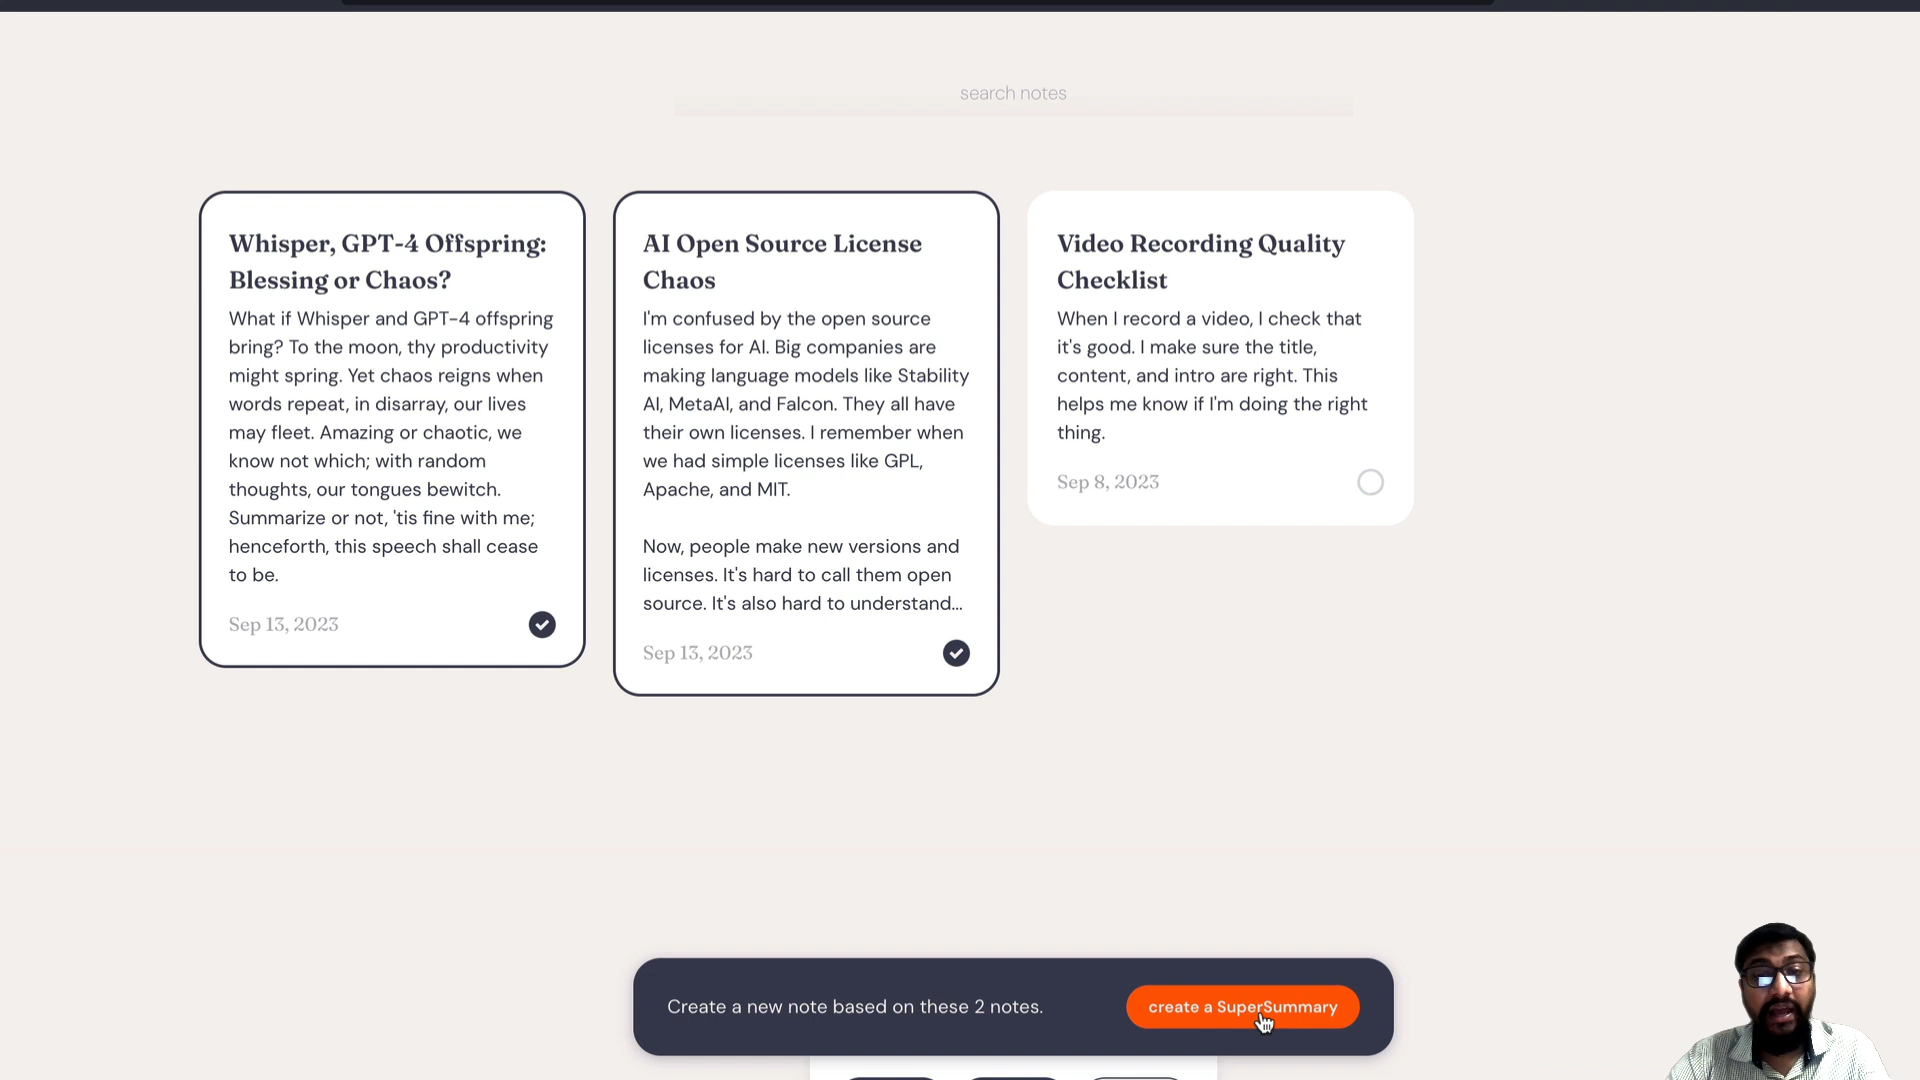 search notes
Whisper, GPT-4 Offspring:
Blessing or Chaos?
What if Whisper and GPT-4 offspring
bring? To the moon, thy productivity
might spring. Yet chaos reigns when
words repeat, in disarray, our lives
may fleet. Amazing or chaotic, we
know not which; with random
thoughts, our tongues bewitch.
Summarize or not, 'tis fine with me;
henceforth, this speech shall cease
to be.
Sep 13, 2023
AI Open Source License
Chaos
I'm confused by the open source
licenses for AI. Big companies are
making language models like Stability
AI, MetaAI, and Falcon. They all have
their own licenses. I remember when
we had simple licenses like GPL,
Apache, and MIT.
Now, people make new versions and
licenses. It's hard to call them open
source. It's also hard to understand...
Sep 13, 2023
Video Recording Quality
Checklist
When I record a video, I check that
it's good. I make sure the title,
content, and intro are right. This
helps me know if I'm doing the right
thing.
Sep 8, 2023
Create a new note based on these 2 notes.
create a SuperSummary